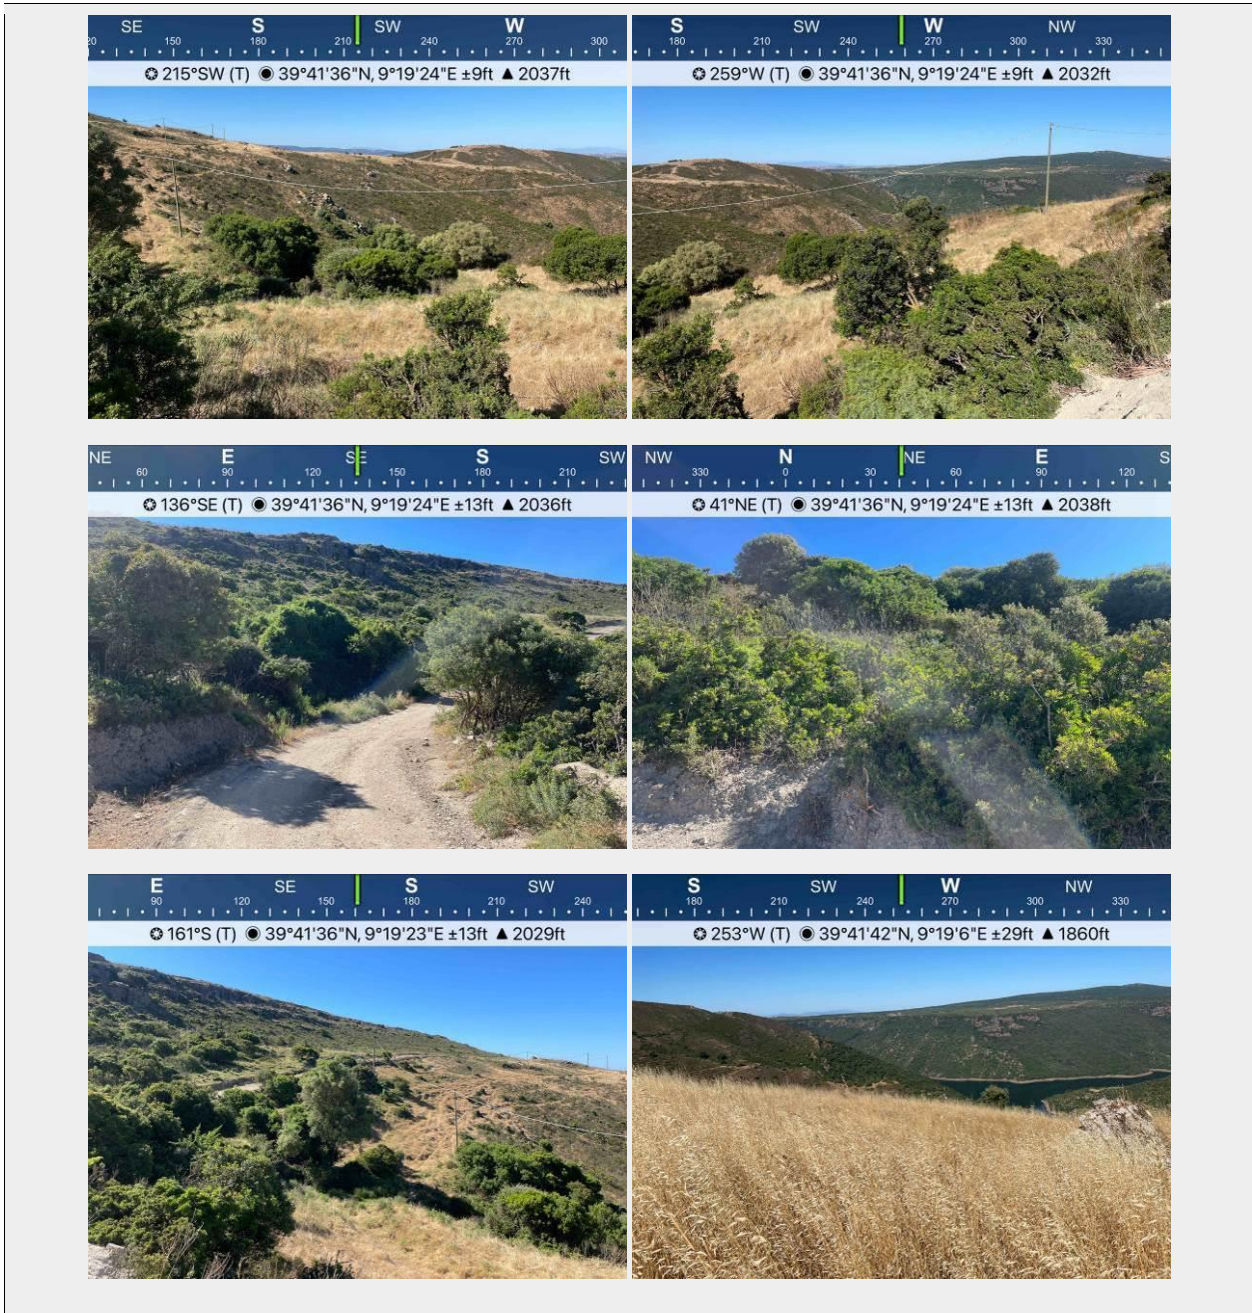 SE S SW W
20 150 180 210 240 270 300
215°SW (T) 39°41'36"N, 9°19'24"E ±9ft ▲ 2037ft
S SW W NW
180 210 240 270 300 330
259°W (T) 39°41'36"N, 9°19'24"E ±9ft ▲ 2032ft
NE E SE S SW
60 90 120 150 180 210
136°SE (T) 39°41'36"N, 9°19'24"E ±13ft ▲ 2036ft
NW N NE E S
330 0 30 60 90 120
41°NE (T) 39°41'36"N, 9°19'24"E ±13ft ▲ 2038ft
E SE S SW
90 120 150 180 210 240
161°S (T) 39°41'36"N, 9°19'23"E ±13ft ▲ 2029ft
S SW W NW
180 210 240 270 300 330
253°W (T) 39°41'42"N, 9°19'6"E ±29ft ▲ 1860ft